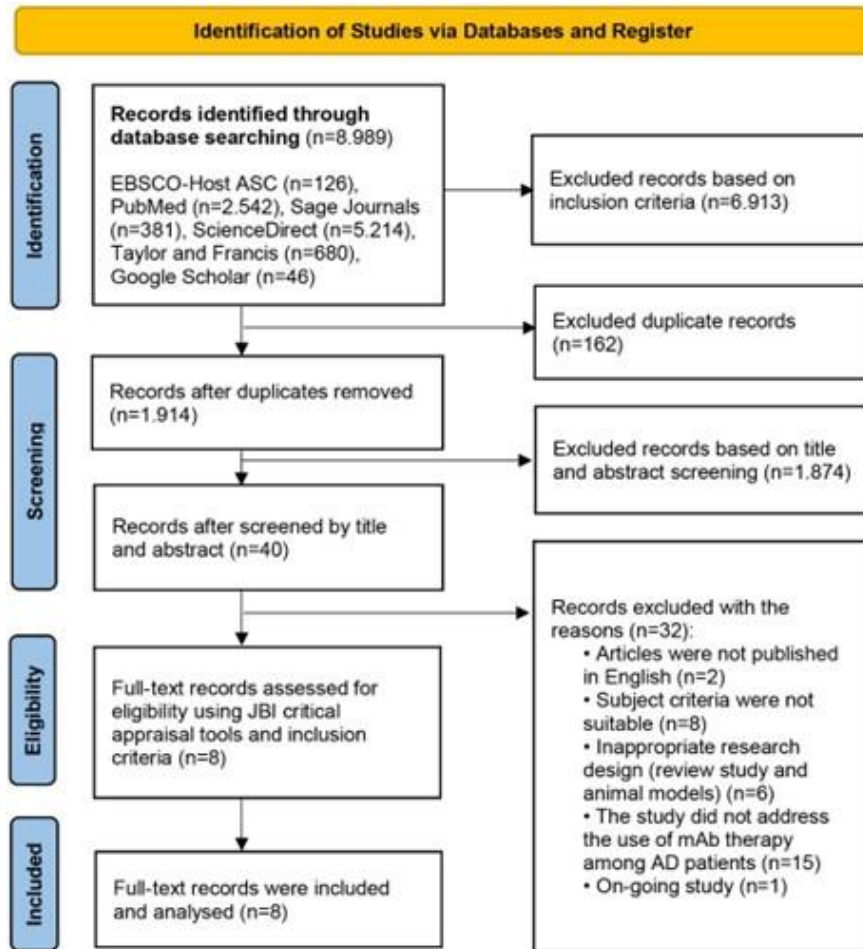 Identification of Studies via Databases and Register
Identification
Records identified through
database searching (n=8.989)
EBSCO-Host ASC (n=126),
PubMed (n=2.542), Sage Journals
(n=381), ScienceDirect (n=5.214),
Taylor and Francis (n=680),
Google Scholar (n=46)
Excluded records based on
inclusion criteria (n=6.913)
Excluded duplicate records
(n=162)
Screening
Records after duplicates removed
(n=1.914)
Excluded records based on title
and abstract screening (n=1.874)
Records after screened by title
and abstract (n=40)
Records excluded with the
reasons (n=32):
• Articles were not published
in English (n=2)
• Subject criteria were not
suitable (n=8)
• Inappropriate research
design (review study and
animal models) (n=6)
• The study did not address
the use of mAb therapy
among AD patients (n=15)
• On-going study (n=1)
Eligibility
Full-text records assessed for
eligibility using JBI critical
appraisal tools and inclusion
criteria (n=8)
Included
Full-text records were included
and analysed (n=8)